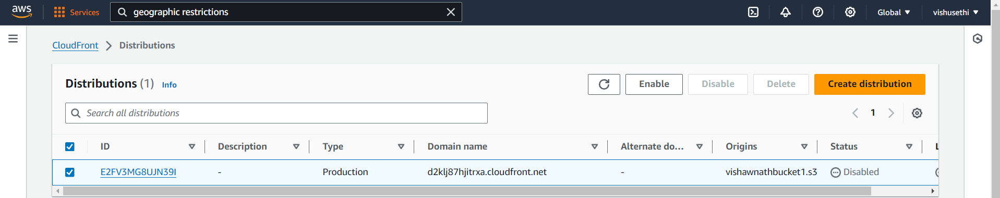 aws Services geographic restrictions Global vishusethi
CloudFront Distributions
Distributions (1) Info Enable Disable Delete Create distribution
Search all distributions 1
ID Description Type Domain name Alternate do... Origins Status
E2FV3MG8UJN39I - Production d2klj87hjitrxa.cloudfront.net - vishawnathbucket1.s3 Disabled